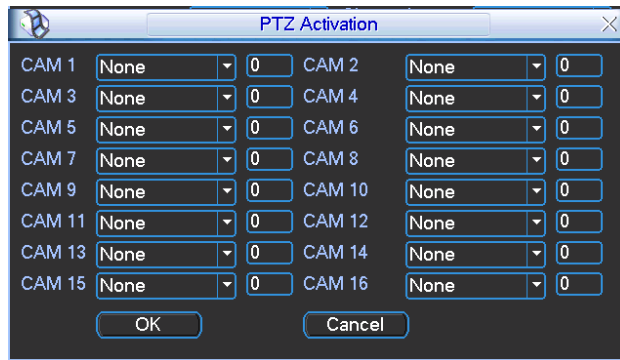 PTZ Activation
CAM 1 None 0 CAM 2 None 0
CAM 3 None 0 CAM 4 None 0
CAM 5 None 0 CAM 6 None 0
CAM 7 None 0 CAM 8 None 0
CAM 9 None 0 CAM 10 None 0
CAM 11 None 0 CAM 12 None 0
CAM 13 None 0 CAM 14 None 0
CAM 15 None 0 CAM 16 None 0
OK Cancel